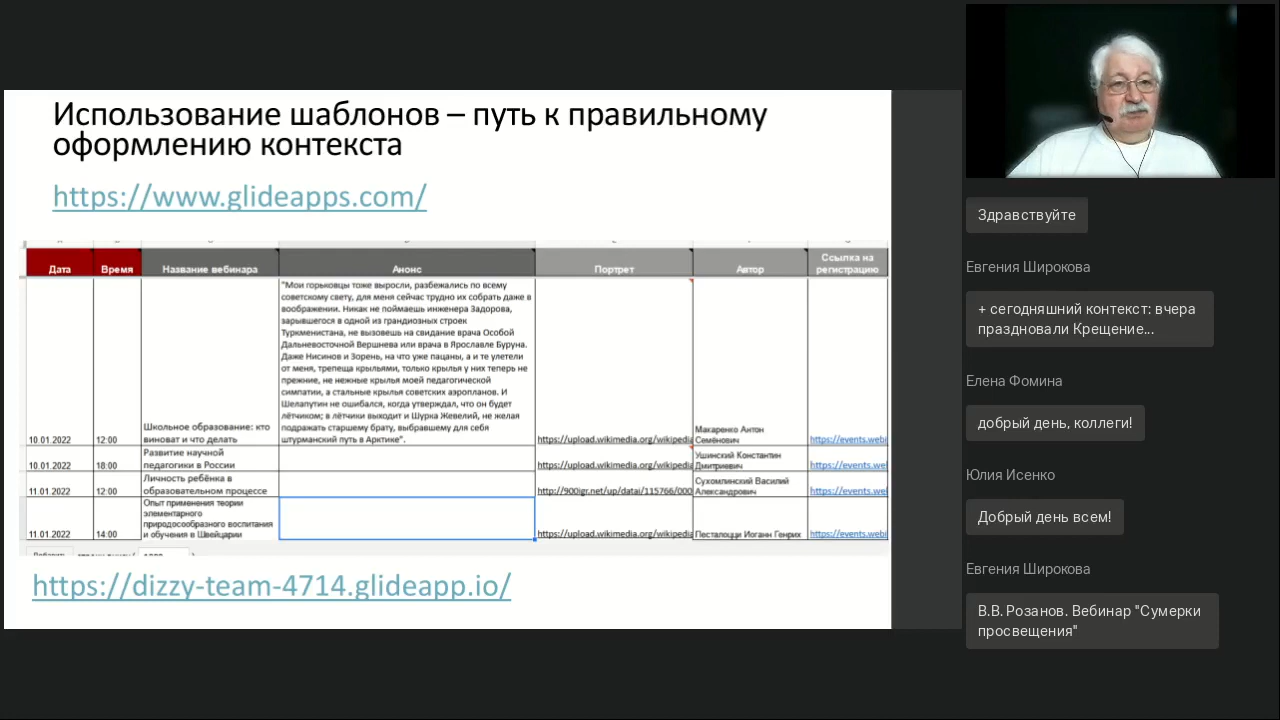 Использование шаблонов – путь к правильному
оформлению контекста
https://www.glideapps.com/
Дата
Время
Название вебинара
Анонс
Портрет
Автор
Ссылка на
регистрацию
10.01.2022
12:00
Школьное образование: кто
виноват и что делать
"Мои горьковцы тоже выросли, разбежались по всему
советскому свету, для меня сейчас трудно их собрать даже в
воображении. Никак не поймаешь инженера Задорова,
зарывшегося в одной из грандиозных строек
Туркменистана, не вызовешь на свидание врача Особой
Дальневосточной Вершнева или врача в Ярославле Буруна.
Даже Нисинов и Зорень, на что уже пацаны, а и те улетели
от меня, трепеща крыльями, только крылья у них теперь не
прежние, не нежные крылья моей педагогической
симпатии, а стальные крылья советских аэропланов. И
Шелапутин не ошибался, когда утверждал, что он будет
лётчиком; в лётчики выходит и Шурка Жевелий, не желая
подражать старшему брату, выбравшему для себя
штурманский путь в Арктике".
https://upload.wikimedia.org/wikipedia
Макаренко Антон
Семёнович
https://events.webi
10.01.2022
18:00
Развитие научной
педагогики в России
https://upload.wikimedia.org/wikipedia
Ушинский Константин
Дмитриевич
https://events.wel
11.01.2022
12:00
Личность ребёнка в
образовательном процессе
http://900igr.net/up/datai/115766/000
Сухомлинский Василий
Александрович
https://events.wel
11.01.2022
14:00
Опыт применения теории
элементарного
природосообразного воспитания
и обучения в Швейцарии
https://upload.wikimedia.org/wikipedi
Песталоцци Иоганн Генрих
https://events.webi
https://dizzy-team-4714.glideapp.io/
Здравствуйте
Евгения Широкова
+ сегодняшний контекст: вчера
праздновали Крещение...
Елена Фомина
добрый день, коллеги!
Юлия Исенко
Добрый день всем!
Евгения Широкова
В.В. Розанов. Вебинар "Сумерки
просвещения"